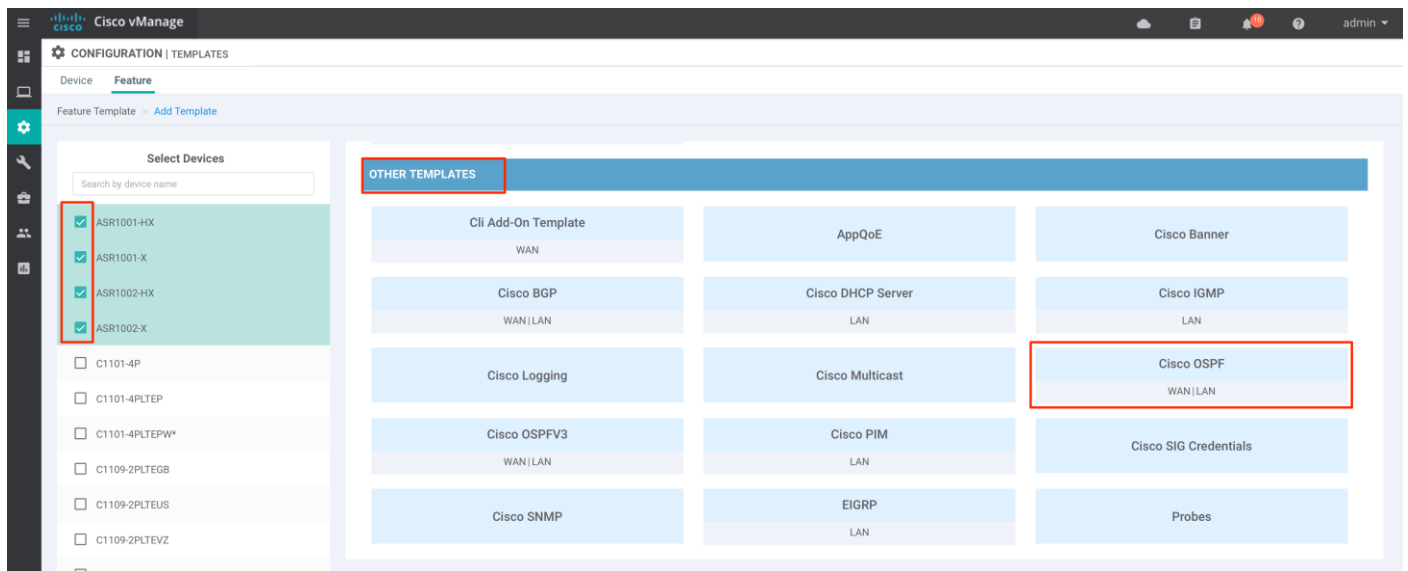 cisco Cisco vManage
10
admin
CONFIGURATION | TEMPLATES
Device Feature
Feature Template > Add Template
Select Devices
Search by device name
ASR1001-HX
ASR1001-X
ASR1002-HX
ASR1002-X
C1101-4P
C1101-4PLTEP
C1101-4PLTEPW*
C1109-2PLTEGB
C1109-2PLTEUS
C1109-2PLTEVZ
OTHER TEMPLATES
Cli Add-On Template
WAN
AppQoE
Cisco Banner
Cisco BGP
WAN|LAN
Cisco DHCP Server
LAN
Cisco IGMP
LAN
Cisco Logging
Cisco Multicast
Cisco OSPF
WAN|LAN
Cisco OSPFV3
WAN|LAN
Cisco PIM
LAN
Cisco SIG Credentials
Cisco SNMP
EIGRP
LAN
Probes